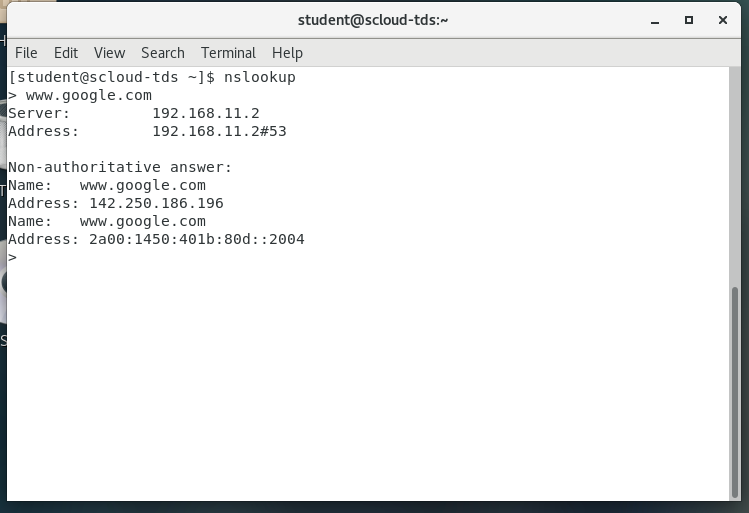 student@scloud-tds:~
File Edit View Search Terminal Help
[student@scloud-tds ~]$ nslookup
> www.google.com
Server:         192.168.11.2
Address:        192.168.11.2#53

Non-authoritative answer:
Name:   www.google.com
Address: 142.250.186.196
Name:   www.google.com
Address: 2a00:1450:401b:80d::2004
>